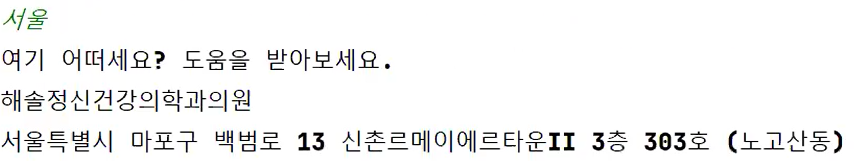 서울
여기 어떠세요? 도움을 받아보세요.
해솔정신건강의학과의원
서울특별시 마포구 백범로 13 신촌르메이에르타운II 3층 303호 (노고산동)